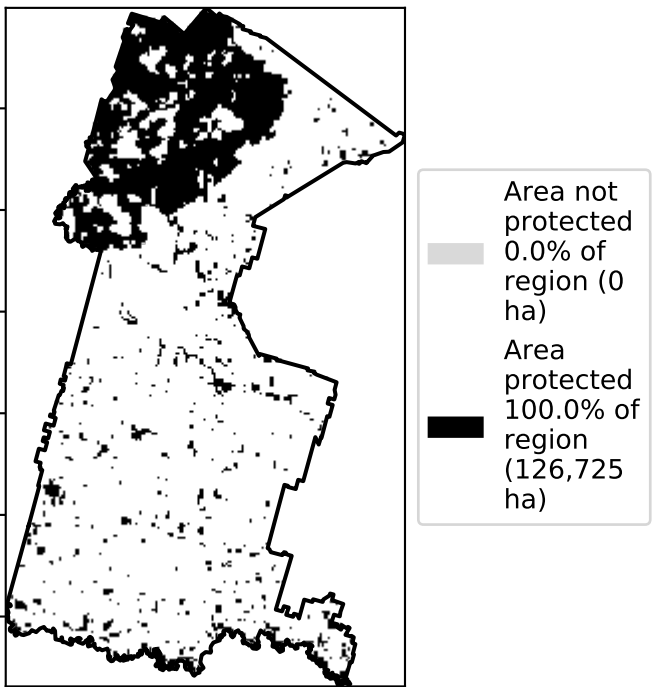 Area not
protected
0.0% of
region (0
ha)
Area
protected
100.0% of
region
(126,725
ha)